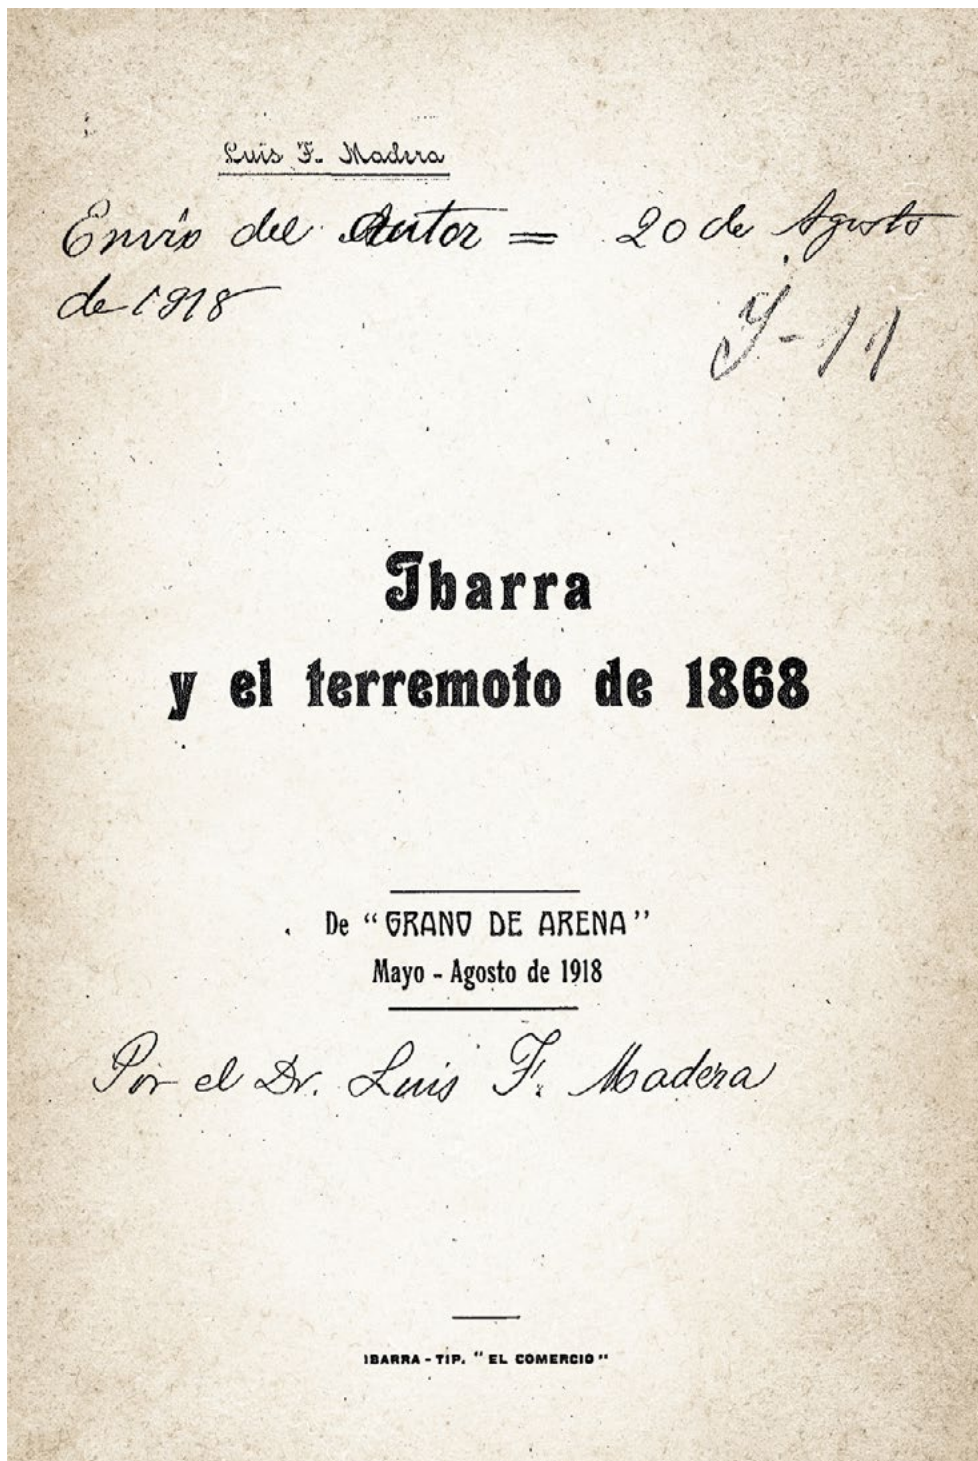 Luis F. Madera
Envío del Autor = 20 de Agosto
de 1918
J-11
Ibarra
y el terremoto de 1868
De “GRANO DE ARENA”
Mayo - Agosto de 1918
Por el Dr. Luis F. Madera
IBARRA - TIP. “EL COMERCIO”